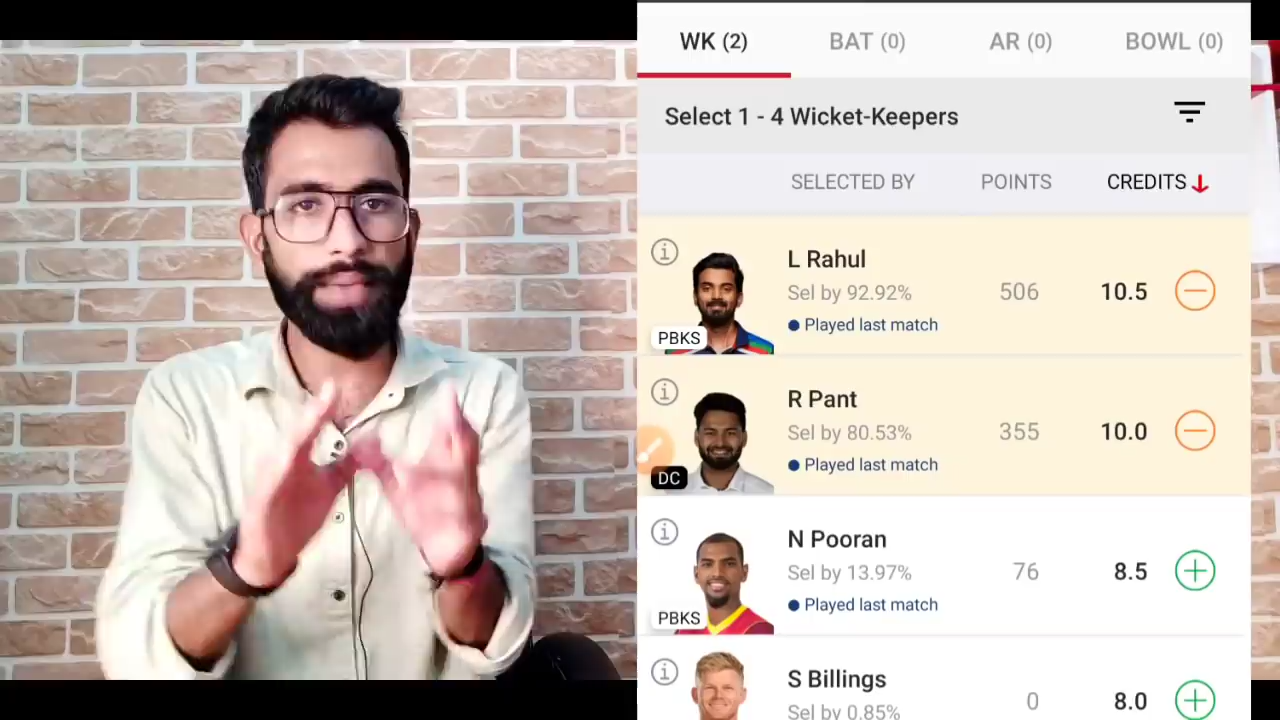 WK (2) BAT (0) AR (0) BOWL (0)
Select 1 - 4 Wicket-Keepers
SELECTED BY POINTS CREDITS
L Rahul
Sel by 92.92% 506 10.5
Played last match
PBKS
R Pant
Sel by 80.53% 355 10.0
Played last match
DC
N Pooran
Sel by 13.97% 76 8.5
Played last match
PBKS
S Billings
Sel by 0.85% 0 8.0